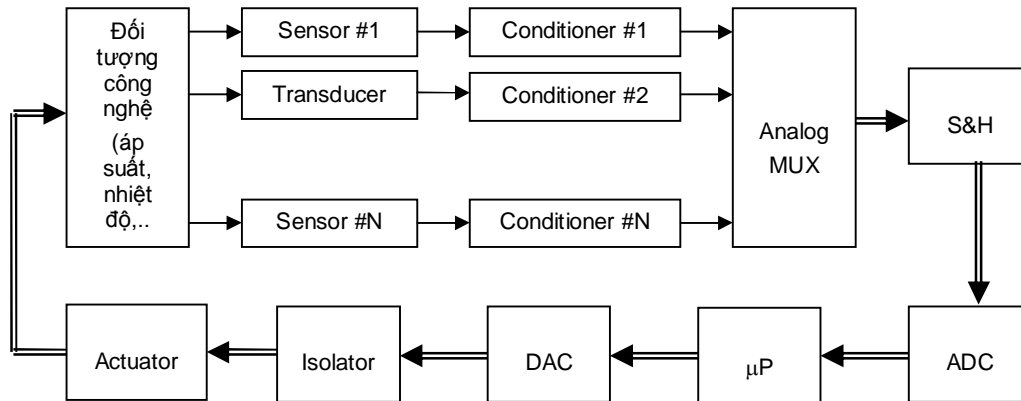 Đối
tượng
công
nghệ
(áp
suất,
nhiệt
độ,..
Sensor #1
Conditioner #1
Transducer
Conditioner #2
Sensor #N
Conditioner #N
Analog
MUX
S&H
ADC
μP
DAC
Isolator
Actuator